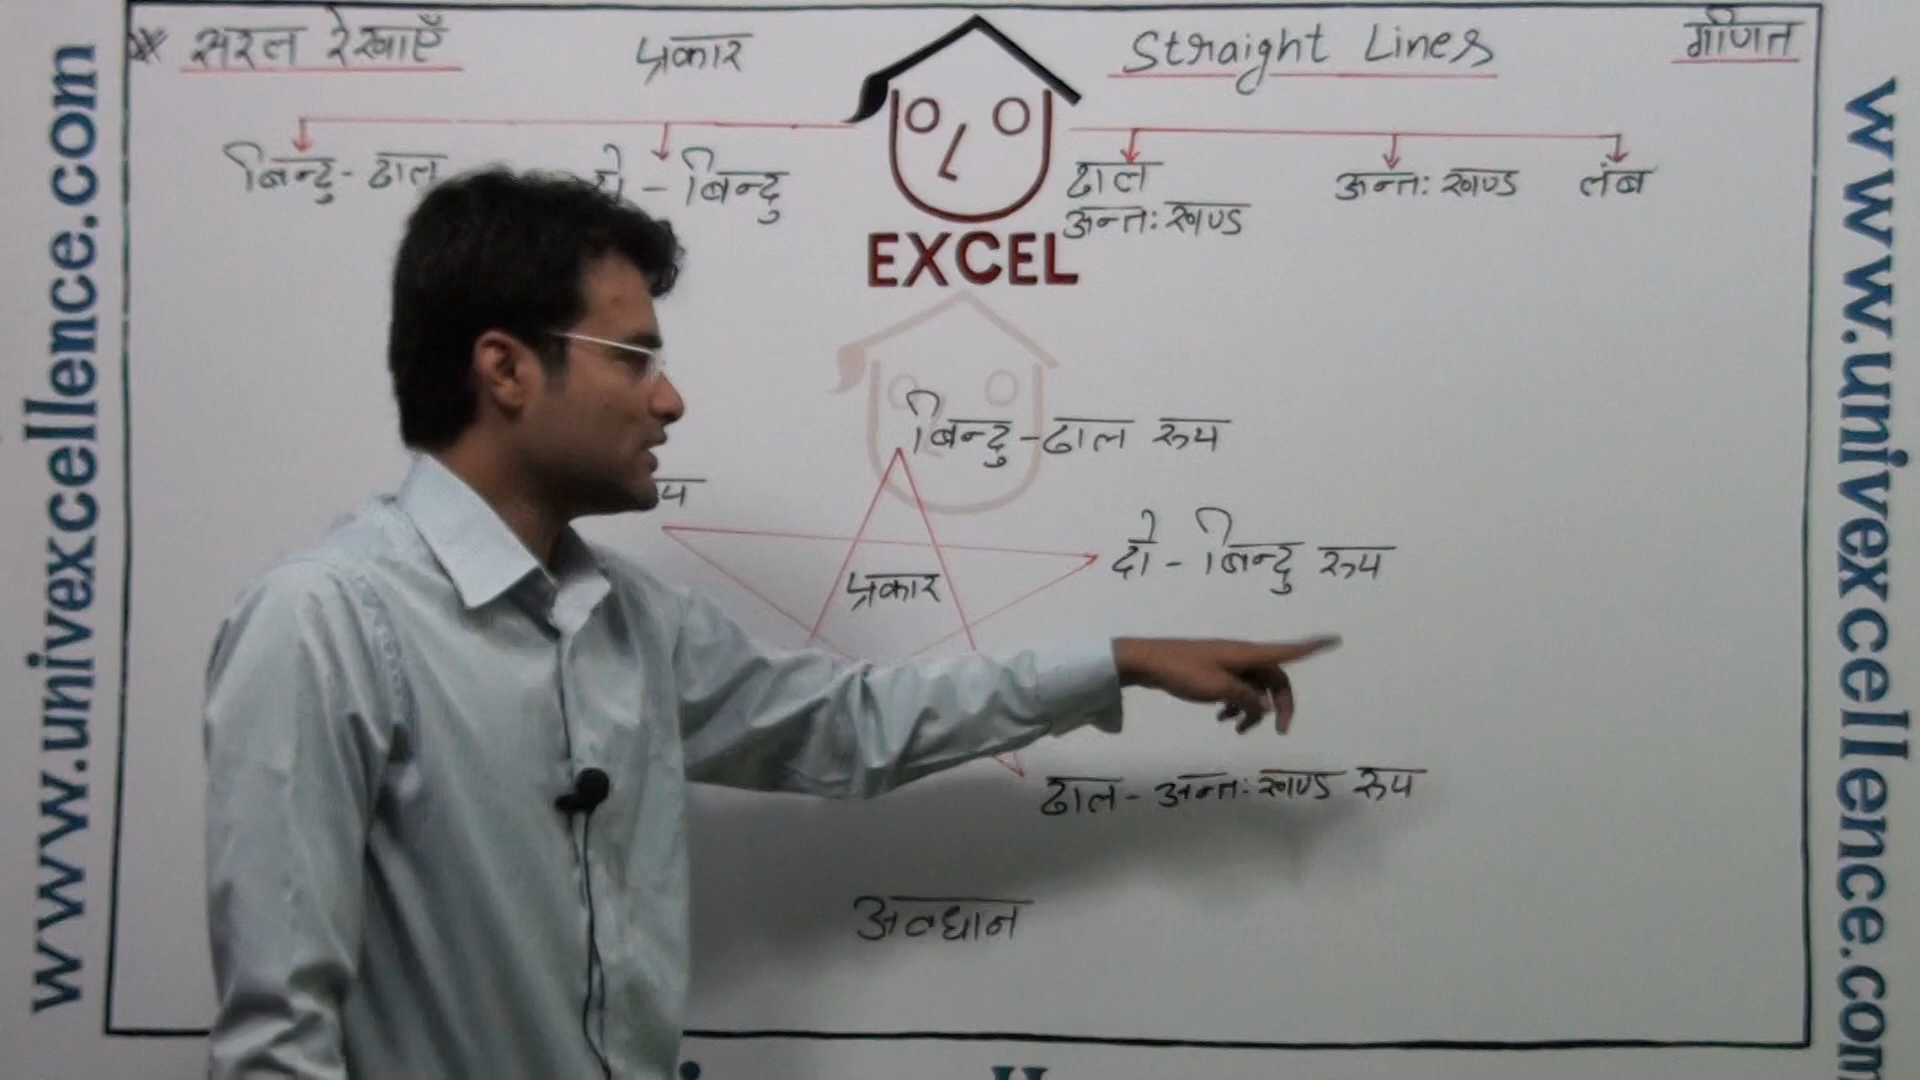 सरल रेखाएँ प्रकार Straight Lines गणित
बिन्दु-ढाल दो-बिन्दु ढाल अन्तःखण्ड लंब
अन्तःखण्ड
EXCEL
बिन्दु-ढाल रूप
दो-बिन्दु रूप
प्रकार
ढाल-अन्तःखण्ड रूप
अवधान
www.univexcellence.com
www.univexcellence.com